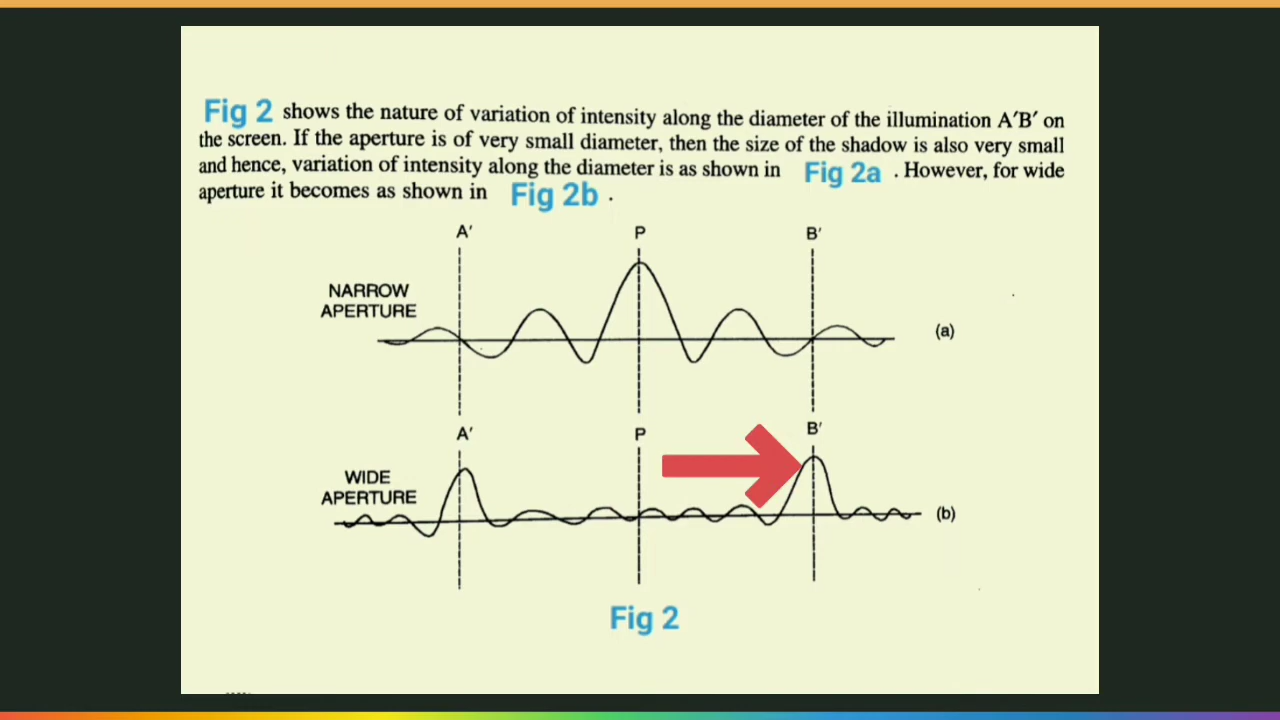 Fig 2 shows the nature of variation of intensity along the diameter of the illumination A′B′ on
the screen. If the aperture is of very small diameter, then the size of the shadow is also very small
and hence, variation of intensity along the diameter is as shown in Fig 2a . However, for wide
aperture it becomes as shown in Fig 2b .
A′ P B′
NARROW
APERTURE
(a)
A′ P B′
WIDE
APERTURE
(b)
Fig 2